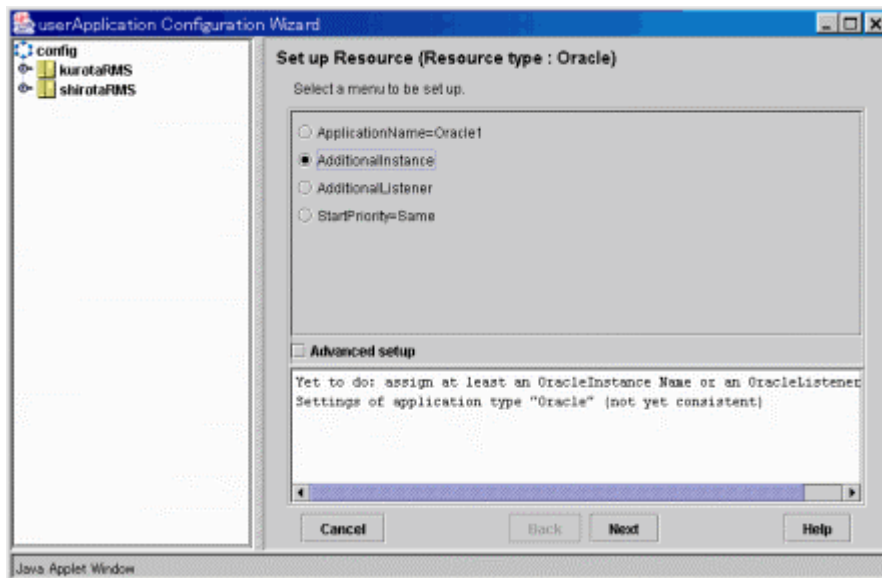 userApplication Configuration Wizard
config
kurotaRMS
shirotaRMS
Set up Resource (Resource type : Oracle)
Select a menu to be set up.
ApplicationName=Oracle1
AdditionalInstance
AdditionalListener
StartPriority=Same
Advanced setup
Yet to do: assign at least an OracleInstance Name or an OracleListener
Settings of application type "Oracle" (not yet consistent)
Cancel
Back
Next
Help
Java Applet Window